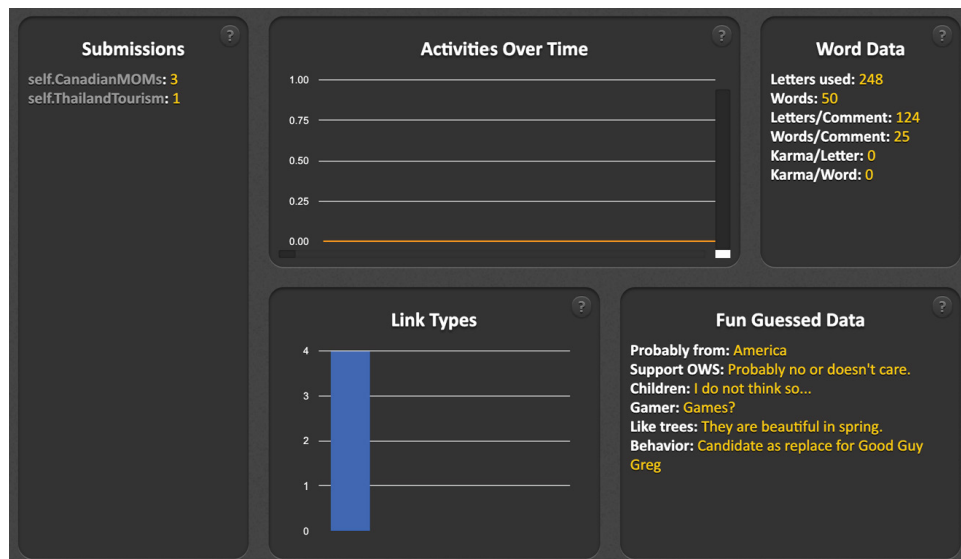 Submissions
?
self.CanadianMOMs: 3
self.ThailandTourism: 1
Activities Over Time
?
1.00
0.75
0.50
0.25
0.00
Word Data
?
Letters used: 248
Words: 50
Letters/Comment: 124
Words/Comment: 25
Karma/Letter: 0
Karma/Word: 0
Link Types
?
4
3
2
1
0
Fun Guessed Data
?
Probably from: America
Support OWS: Probably no or doesn't care.
Children: I do not think so...
Gamer: Games?
Like trees: They are beautiful in spring.
Behavior: Candidate as replace for Good Guy
Greg